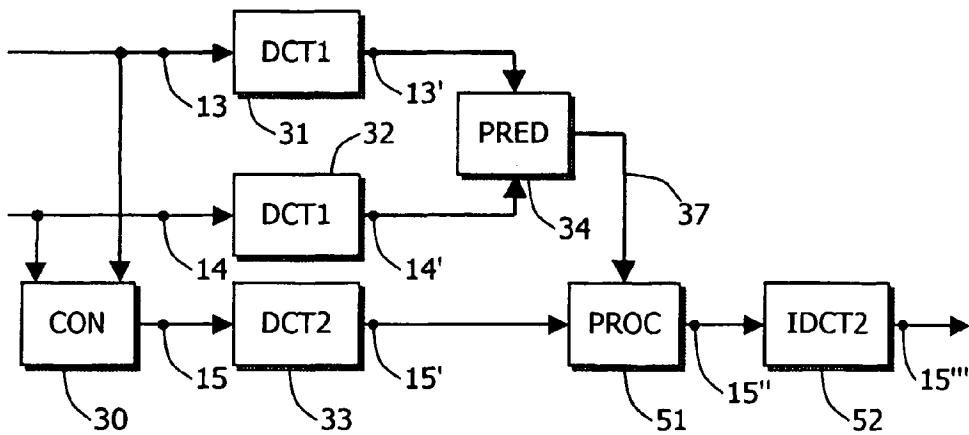 DCT1
13
13'
31
PRED
32
DCT1
34
37
14
14'
CON
DCT2
PROC
IDCT2
15
15'
15"
15'''
30
33
51
52